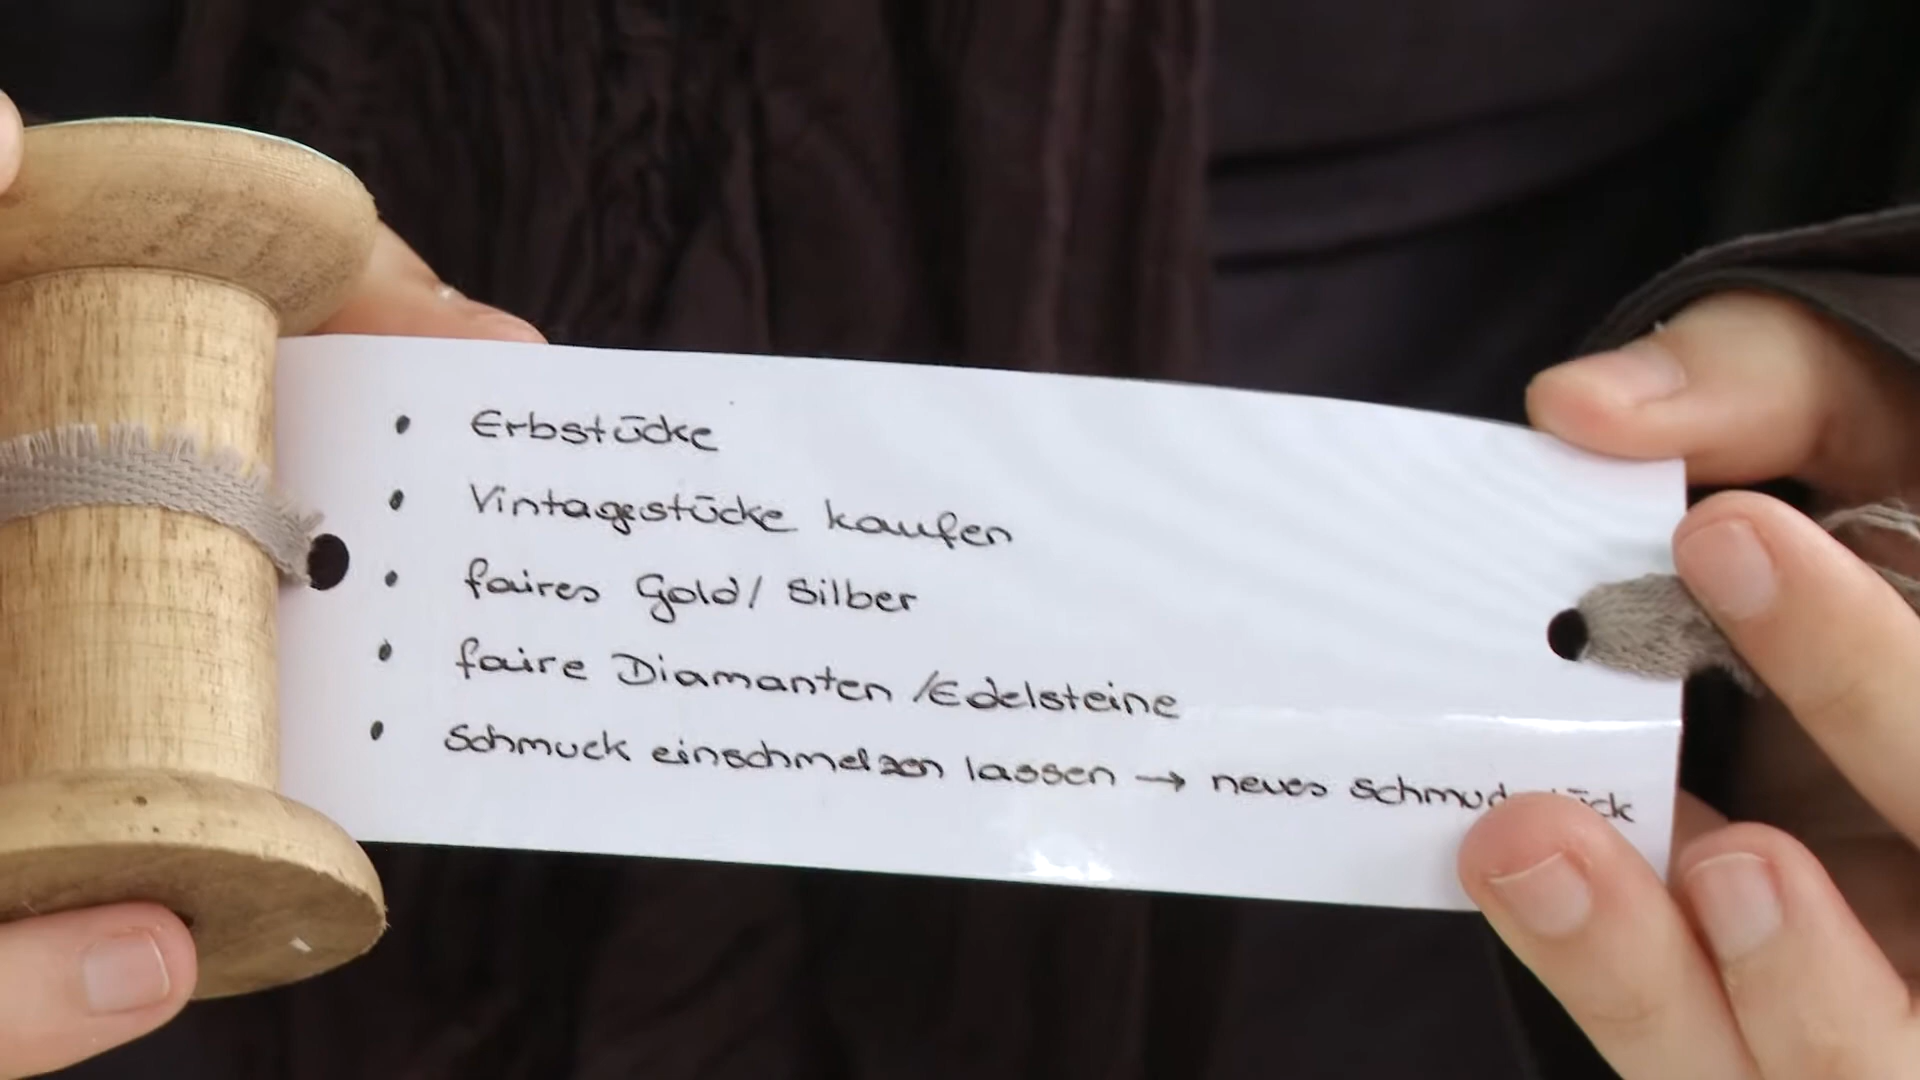 • Erbstücke
• Vintagestücke kaufen
• faires Gold/ Silber
• faire Diamanten /Edelsteine
• Schmuck einschmelzen lassen → neues